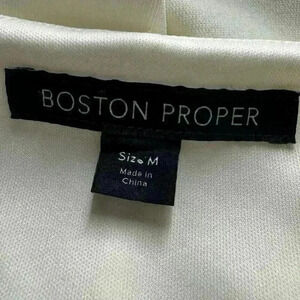 BOSTON PROPER
Size M
Made in
China